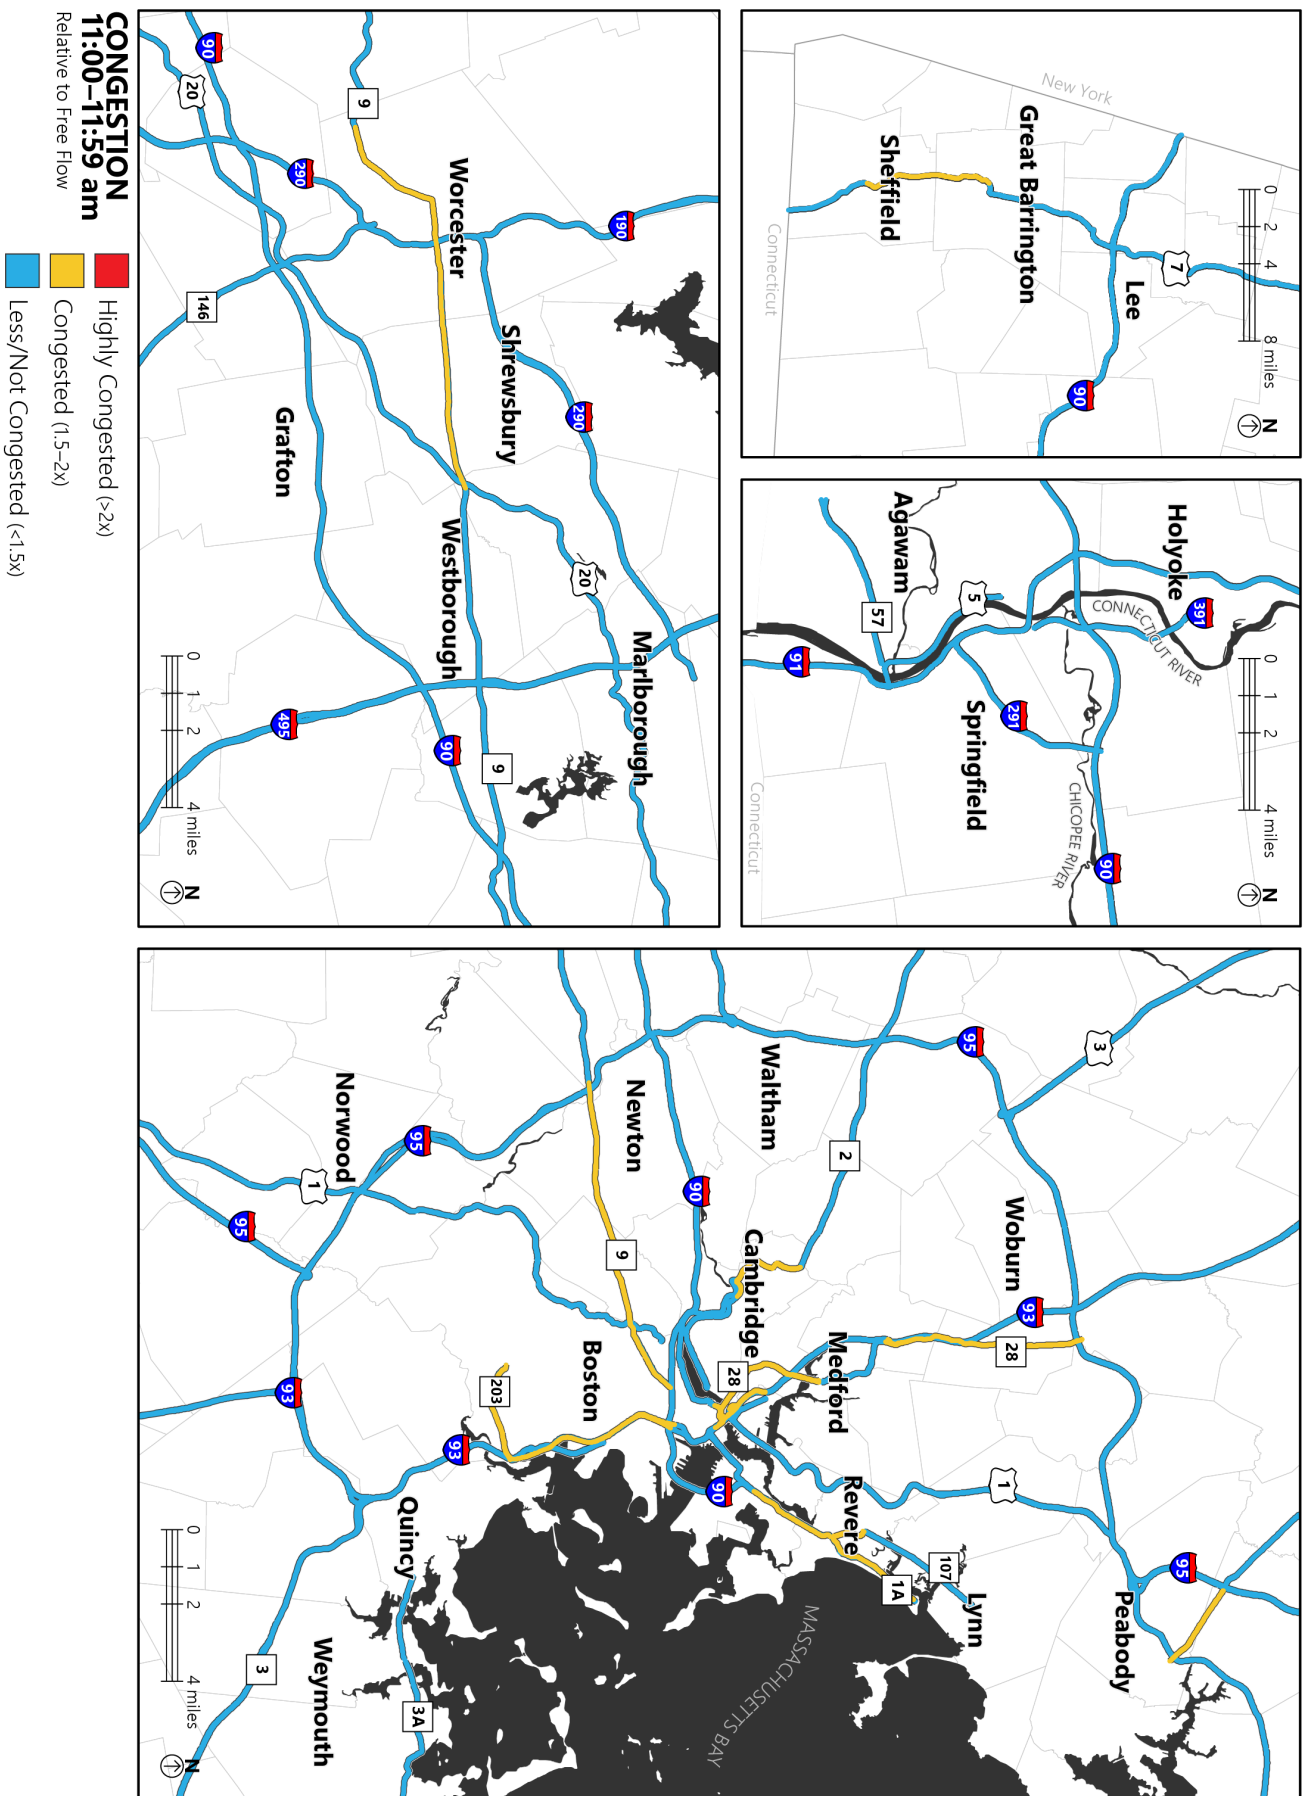 CONGESTION
11:00–11:59 am
Relative to Free Flow
Highly Congested (>2x)
Congested (1.5–2x)
Less/Not Congested (<1.5x)
New York
Great Barrington
Sheffield
Lee
Connecticut
7
90
0 2 4 8 miles
N
Holyoke
Agawam
Springfield
CONNECTICUT RIVER
CHICOPEE RIVER
Connecticut
391
5
57
91
291
90
0 1 2 4 miles
N
90
20
9
290
190
146
Worcester
Shrewsbury
290
Grafton
Westborough
20
Marlborough
495
90
9
0 1 2 4 miles
N
3
95
2
Waltham
Newton
Norwood
95
1
95
90
9
Woburn
Cambridge
93
28
Medford
28
Boston
203
93
93
90
1
Revere
107
1A
Lynn
95
Peabody
Quincy
Weymouth
3
3A
MASSACHUSETTS BAY
0 1 2 4 miles
N